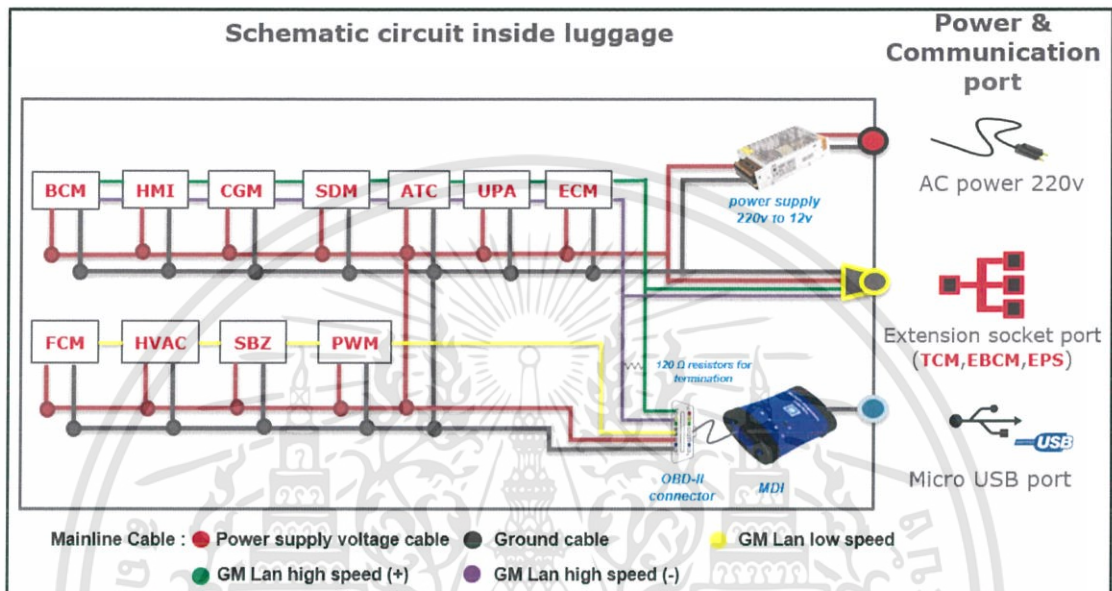 Schematic circuit inside luggage
Power &
Communication
port
BCM HMI CGM SDM ATC UPA ECM
power supply
220v to 12v
AC power 220v
FCM HVAC SBZ PWM
120 Ω resistors for
termination
Extension socket port
(TCM,EBCM,EPS)
OBD-II
connector
MDI
USB
Micro USB port
Mainline Cable : Power supply voltage cable Ground cable GM Lan low speed
GM Lan high speed (+) GM Lan high speed (-)